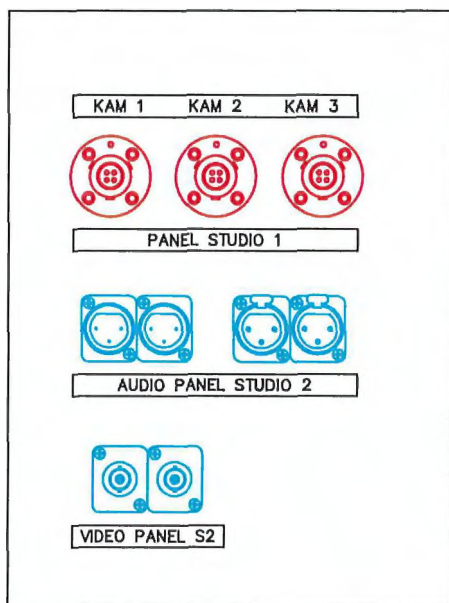 KAM 1 KAM 2 KAM 3
PANEL STUDIO 1
AUDIO PANEL STUDIO 2
VIDEO PANEL S2